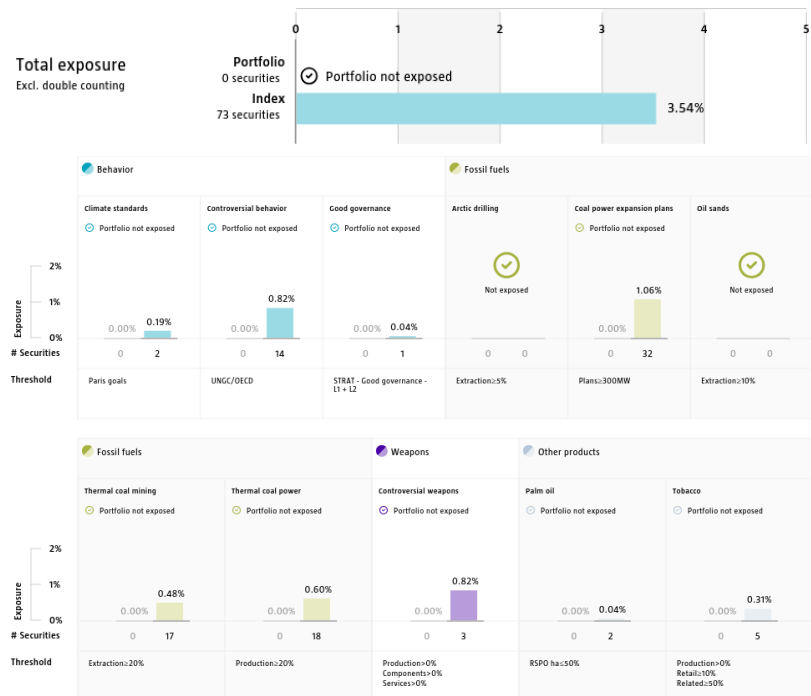 0 1 2 3 4 5
Total exposure
Excl. double counting
Portfolio
0 securities
Portfolio not exposed
Index
73 securities
3.54%
Behavior
Fossil fuels
Climate standards
Controversial behavior
Good governance
Arctic drilling
Coal power expansion plans
Oil sands
Portfolio not exposed
Portfolio not exposed
Portfolio not exposed
Portfolio not exposed
Not exposed
Not exposed
Exposure
2%
1%
0%
0.00% 0.19%
0.00% 0.82%
0.00% 0.04%
0.00% 1.06%
# Securities
0 2
0 14
0 1
0 0
0 32
0 0
Threshold
Paris goals
UNGC/OECD
STRAT - Good governance -
L1 + L2
Extraction≥5%
Plans≥300MW
Extraction≥10%
Fossil fuels
Weapons
Other products
Thermal coal mining
Thermal coal power
Controversial weapons
Palm oil
Tobacco
Portfolio not exposed
Portfolio not exposed
Portfolio not exposed
Portfolio not exposed
Portfolio not exposed
Exposure
2%
1%
0%
0.00% 0.48%
0.00% 0.60%
0.00% 0.82%
0.00% 0.04%
0.00% 0.31%
# Securities
0 17
0 18
0 3
0 2
0 5
Threshold
Extraction≥20%
Production≥20%
Production>0%
Components>0%
Services>0%
RSPO ha≤50%
Production>0%
Retail≥10%
Related≥50%